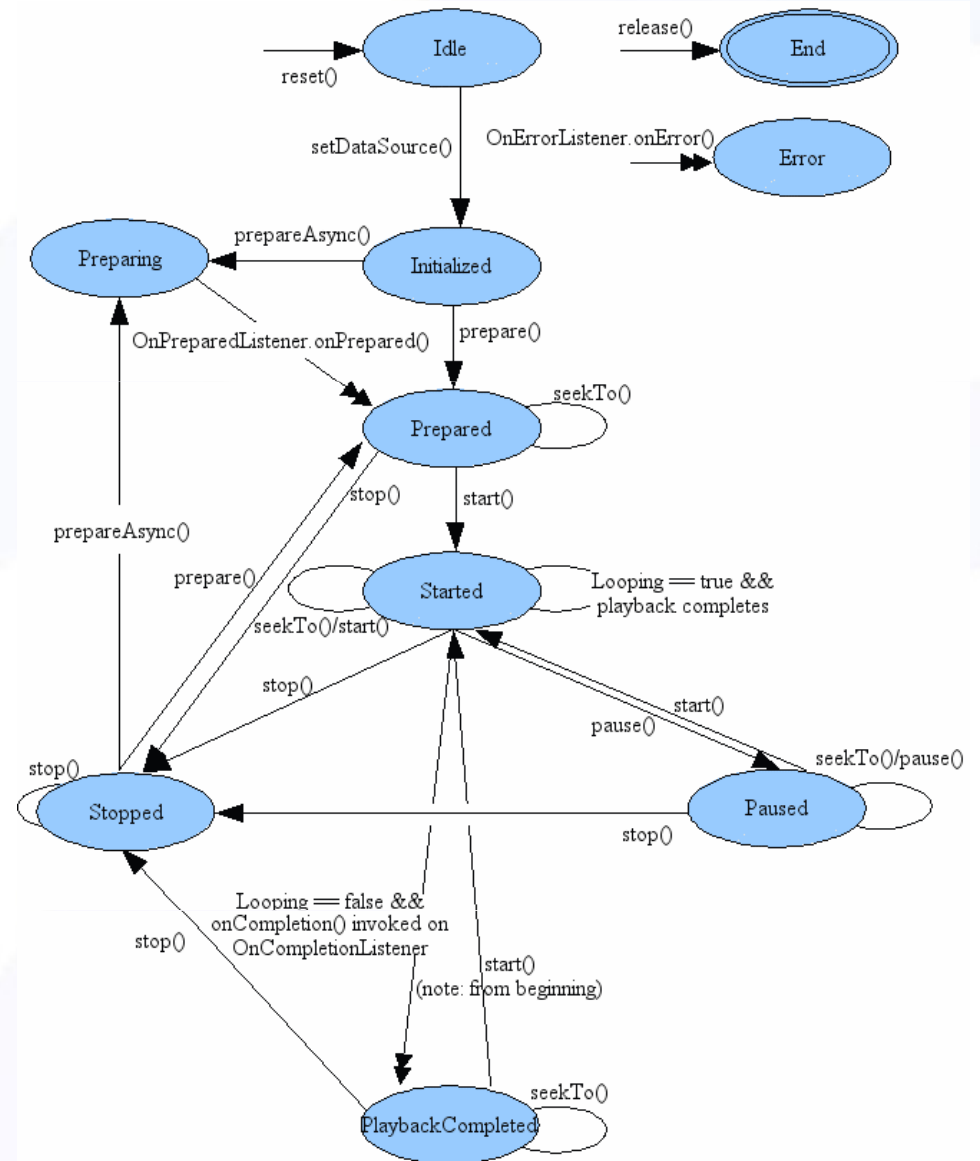 Idle
release()
End
reset()
setDataSource()
OnErrorListener.onError()
Error
Preparing
prepareAsync()
Initialized
OnPreparedListener.onPrepared()
prepare()
Prepared
seekTo()
stop()
start()
prepareAsync()
prepare()
Started
Looping == true &&
playback completes
seekTo()/start()
stop()
start()
pause()
stop()
seekTo()/pause()
Stopped
Paused
stop()
Looping == false &&
onCompletion() invoked on
OnCompletionListener
stop()
start()
(note: from beginning)
seekTo()
PlaybackCompleted